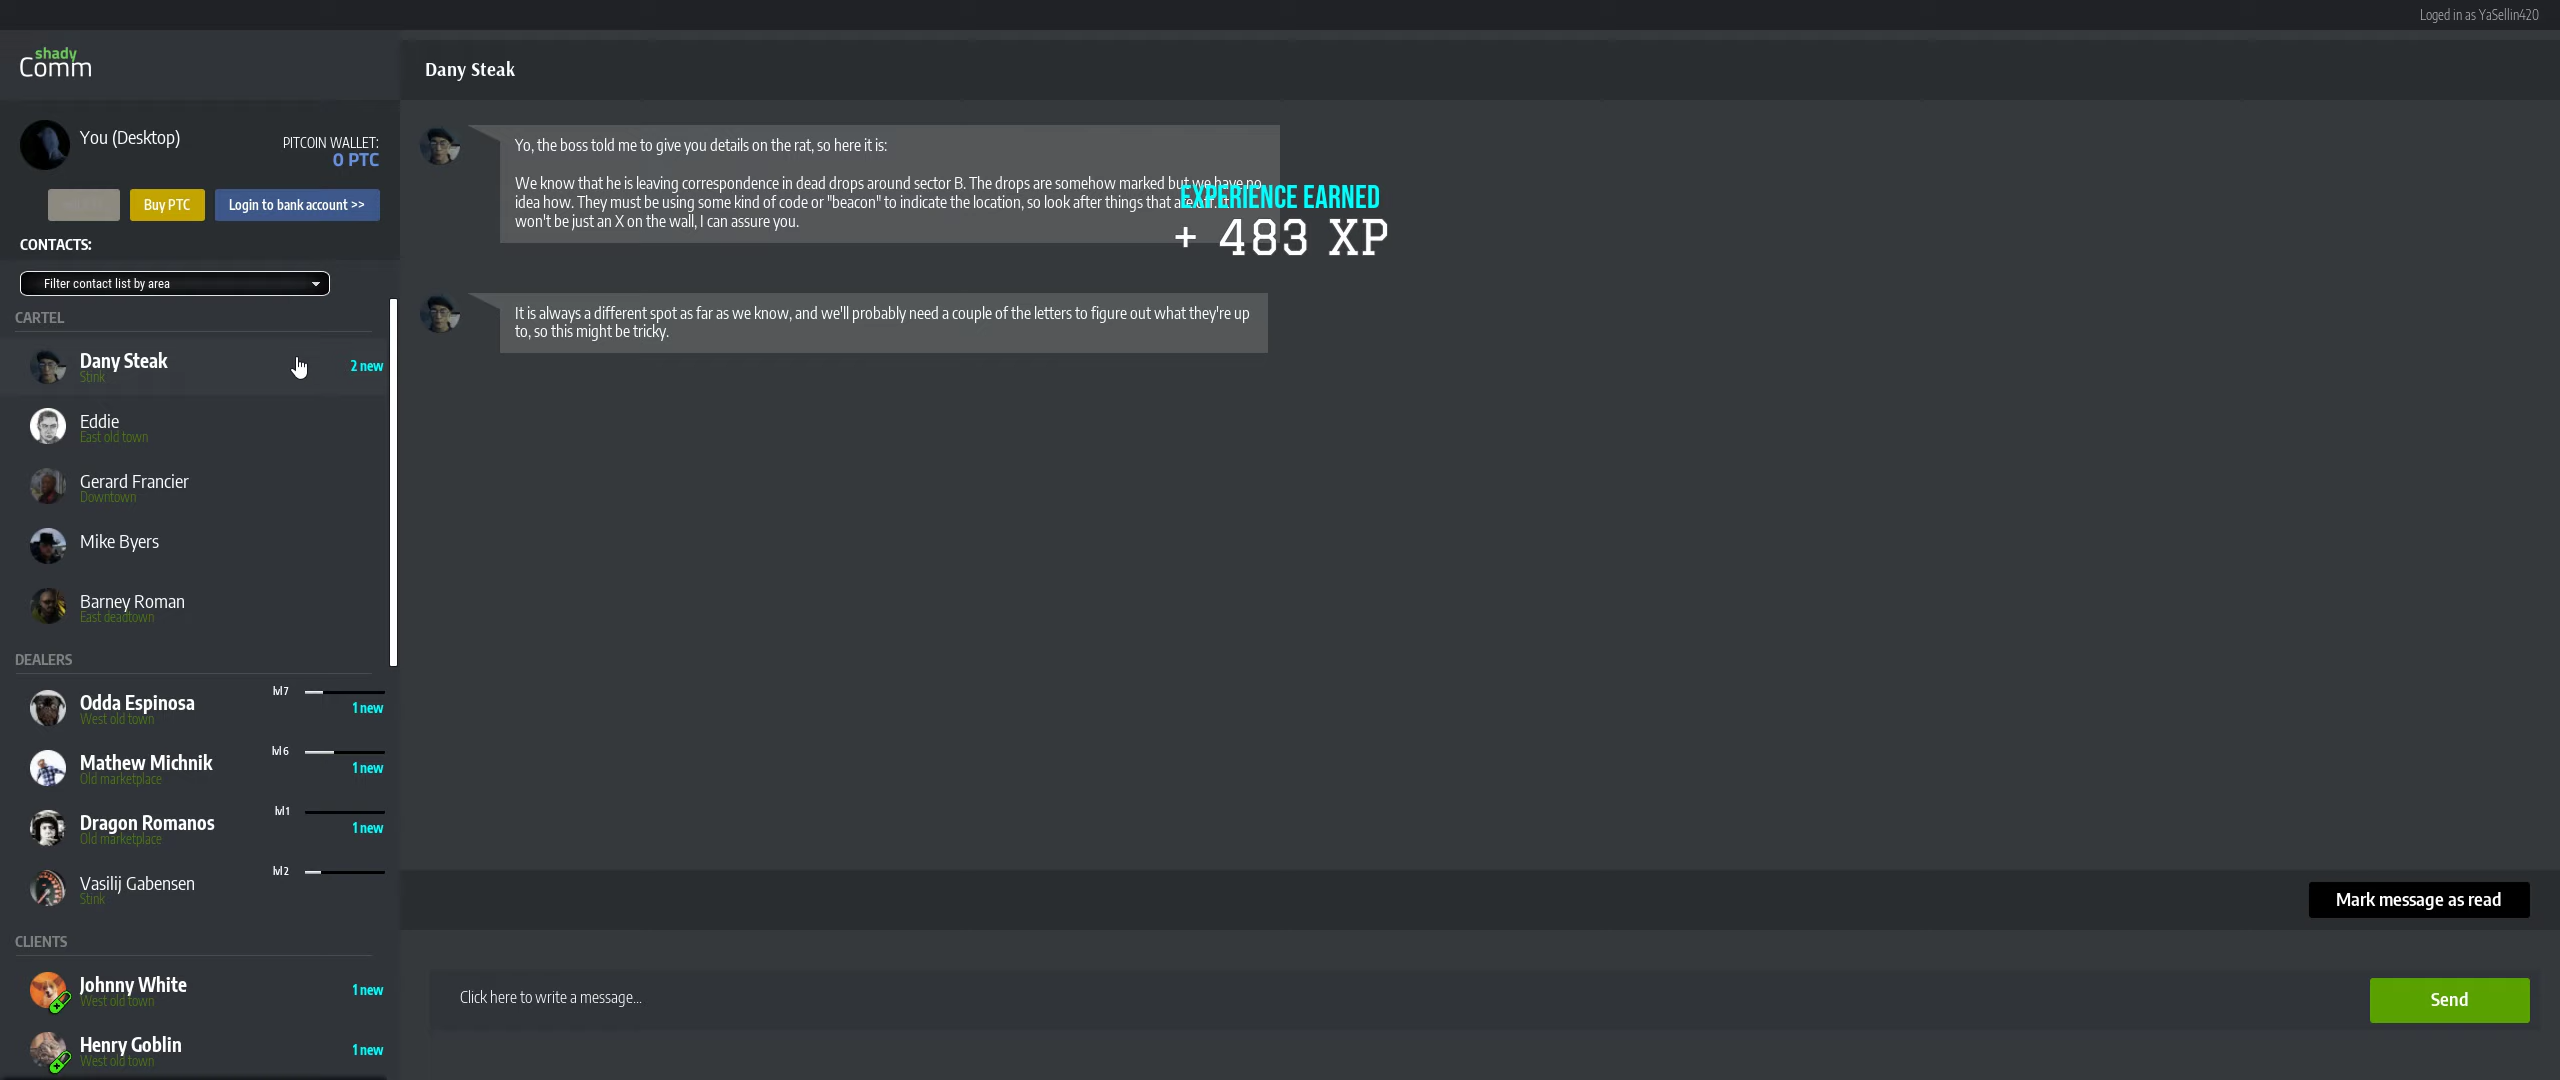 Loged in as YaSellin420
shady
Comm
Dany Steak
You (Desktop)
PITCOIN WALLET:
0 PTC
Buy PTC
Login to bank account >>
CONTACTS:
Filter contact list by area
CARTEL
Dany Steak
2 new
Stink
Eddie
East old town
Gerard Francier
Downtown
Mike Byers
Barney Roman
East deadtown
DEALERS
lvl 7
Odda Espinosa
1 new
West old town
lvl 6
Mathew Michnik
1 new
Old marketplace
lvl 1
Dragon Romanos
1 new
Old marketplace
lvl 2
Vasilij Gabensen
Stink
CLIENTS
Johnny White
1 new
West old town
Henry Goblin
1 new
West old town
Yo, the boss told me to give you details on the rat, so here it is:
We know that he is leaving correspondence in dead drops around sector B. The drops are somehow marked but we have no
idea how. They must be using some kind of code or "beacon" to indicate the location, so look after things that are
won't be just an X on the wall, I can assure you.
EXPERIENCE EARNED
+ 483 XP
It is always a different spot as far as we know, and we'll probably need a couple of the letters to figure out what they're up
to, so this might be tricky.
Mark message as read
Click here to write a message...
Send